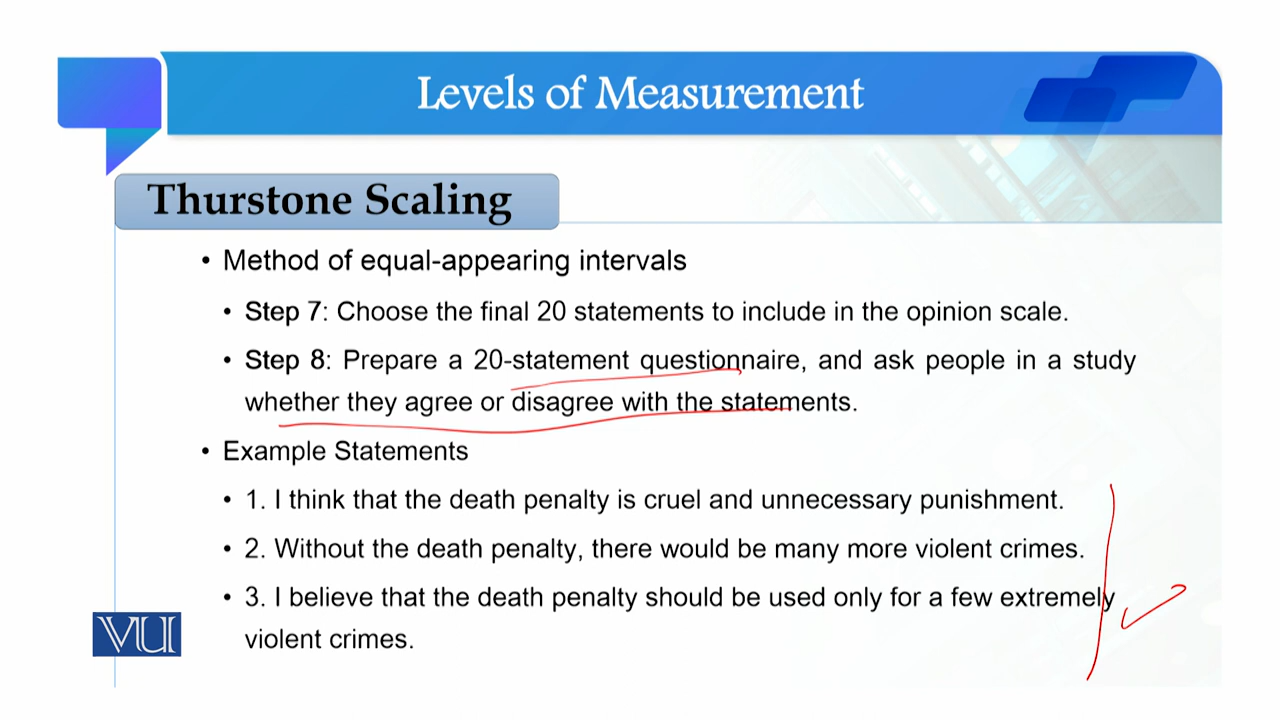 Levels of Measurement
Thurstone Scaling
• Method of equal-appearing intervals
• Step 7: Choose the final 20 statements to include in the opinion scale.
• Step 8: Prepare a 20-statement questionnaire, and ask people in a study
whether they agree or disagree with the statements.
• Example Statements
• 1. I think that the death penalty is cruel and unnecessary punishment.
• 2. Without the death penalty, there would be many more violent crimes.
• 3. I believe that the death penalty should be used only for a few extremely
violent crimes.
VU